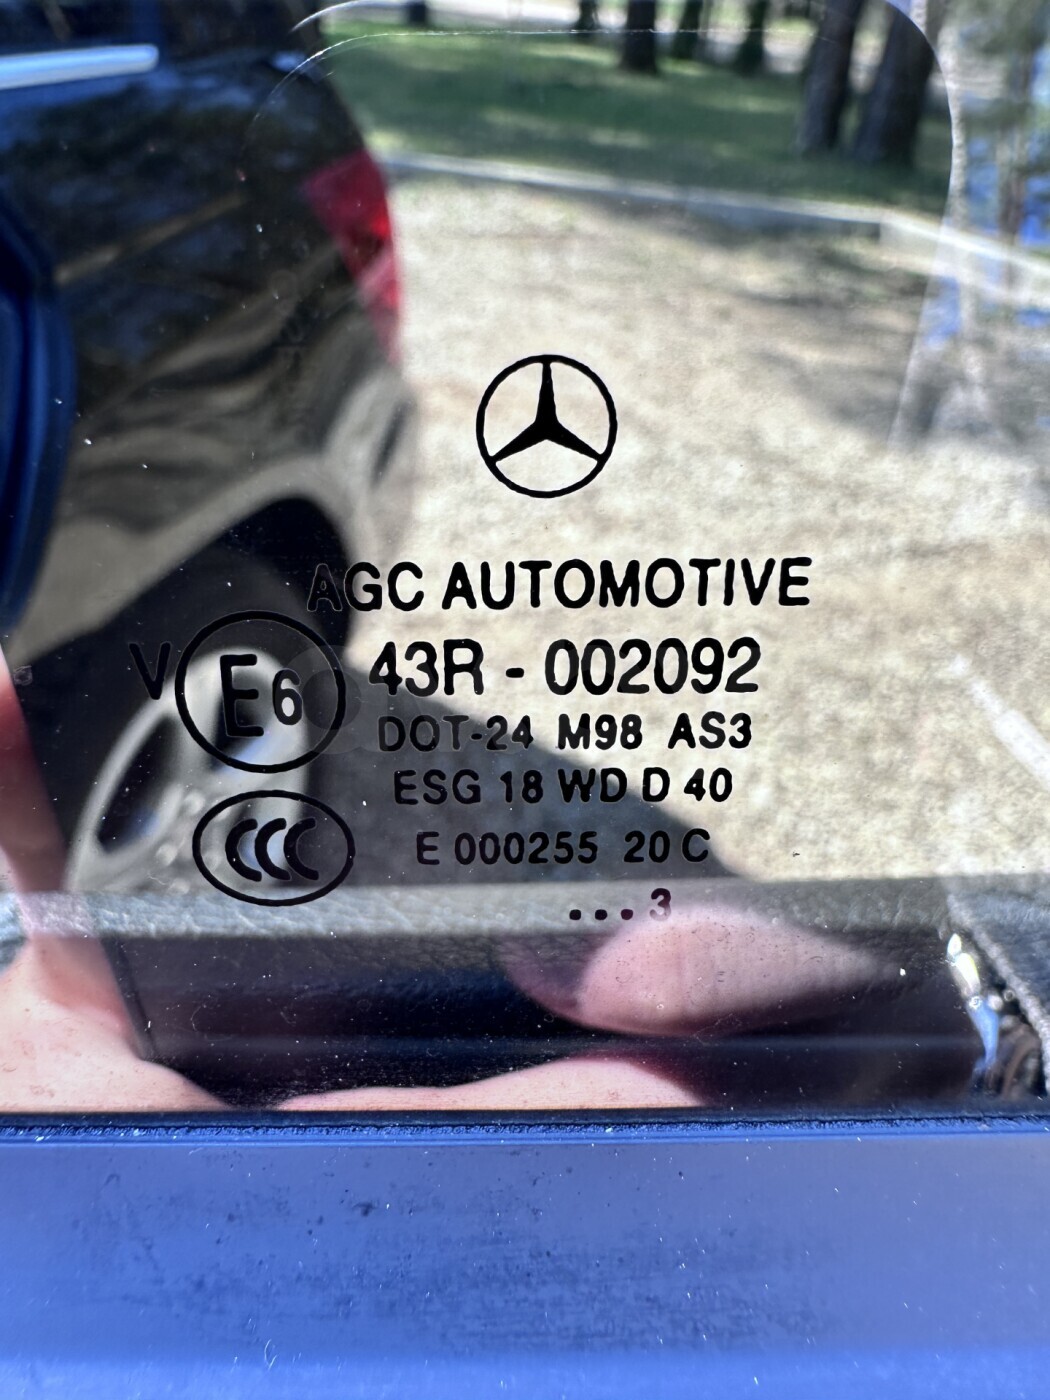 AGC AUTOMOTIVE
V E6 43R - 002092
DOT-24 M98 AS3
ESG 18 WD D 40
CCC E 000255 20 C
...3